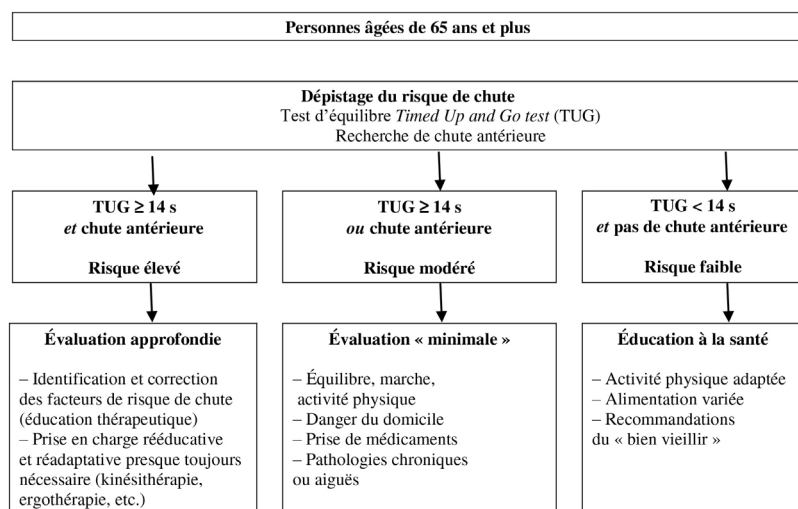 Personnes âgées de 65 ans et plus
Dépistage du risque de chute
Test d'équilibre Timed Up and Go test (TUG)
Recherche de chute antérieure
TUG ≥ 14 s
et chute antérieure
Risque élevé
TUG ≥ 14 s
ou chute antérieure
Risque modéré
TUG < 14 s
et pas de chute antérieure
Risque faible
Évaluation approfondie
– Identification et correction
des facteurs de risque de chute
(éducation thérapeutique)
– Prise en charge rééducative
et réadaptative presque toujours
nécessaire (kinésithérapie,
ergothérapie, etc.)
Évaluation « minimale »
– Équilibre, marche,
activité physique
– Danger du domicile
– Prise de médicaments
– Pathologies chroniques
ou aiguës
Éducation à la santé
– Activité physique adaptée
– Alimentation variée
– Recommandations
du « bien vieillir »